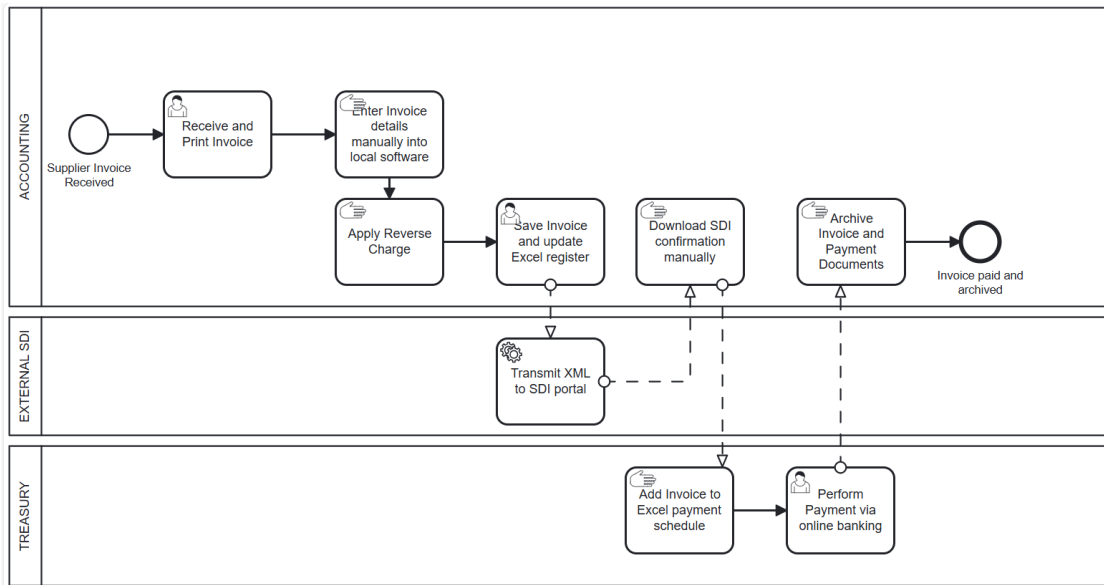 ACCOUNTING
Supplier Invoice
Received
Receive and
Print Invoice
Enter Invoice
details
manually into
local software
Apply Reverse
Charge
Save Invoice
and update
Excel register
Download SDI
confirmation
manually
Archive
Invoice and
Payment
Documents
Invoice paid and
archived
EXTERNAL SDI
Transmit XML
to SDI portal
TREASURY
Add Invoice to
Excel payment
schedule
Perform
Payment via
online banking